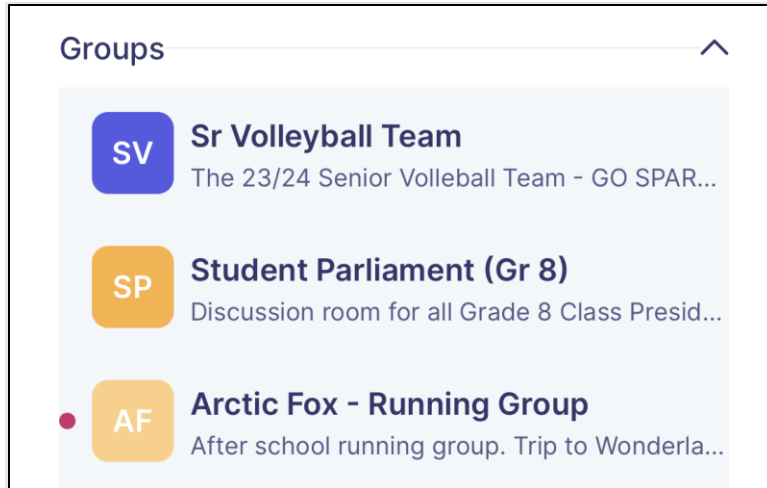 Groups
SV
Sr Volleyball Team
The 23/24 Senior Volleball Team - GO SPAR...
SP
Student Parliament (Gr 8)
Discussion room for all Grade 8 Class Presid...
AF
Arctic Fox - Running Group
After school running group. Trip to Wonderla...